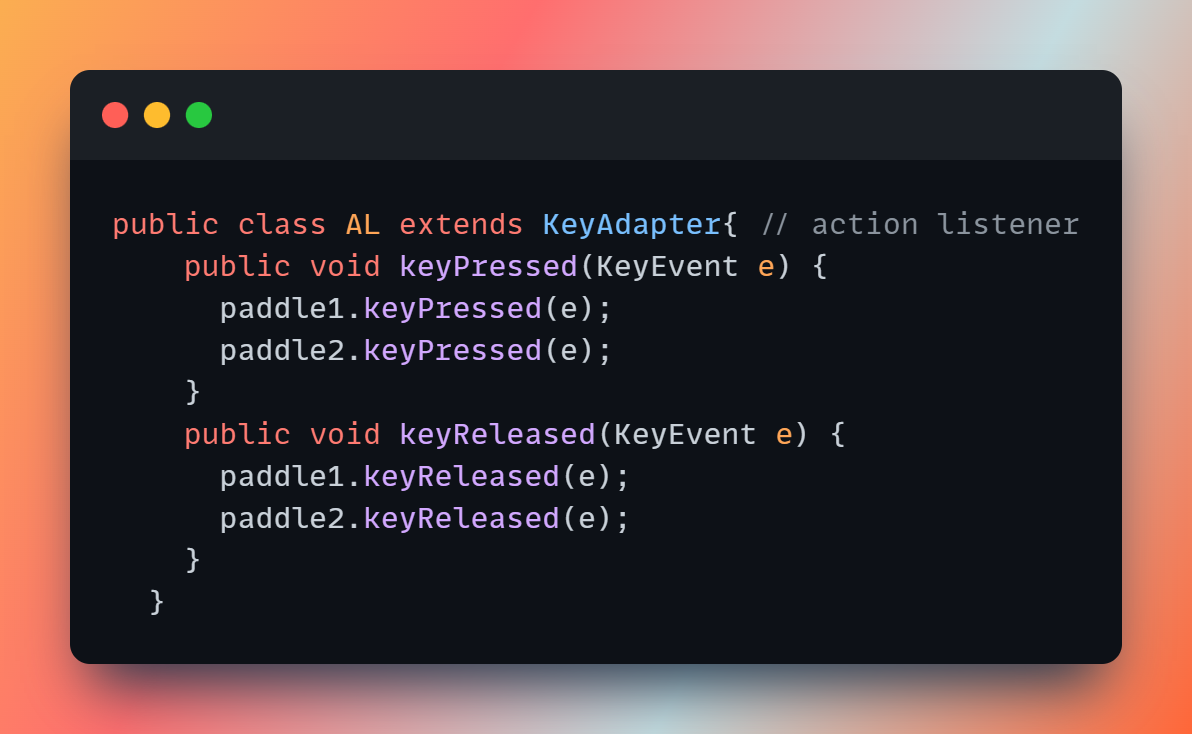 public class AL extends KeyAdapter{ // action listener
    public void keyPressed(KeyEvent e) {
      paddle1.keyPressed(e);
      paddle2.keyPressed(e);
    }
    public void keyReleased(KeyEvent e) {
      paddle1.keyReleased(e);
      paddle2.keyReleased(e);
    }
  }